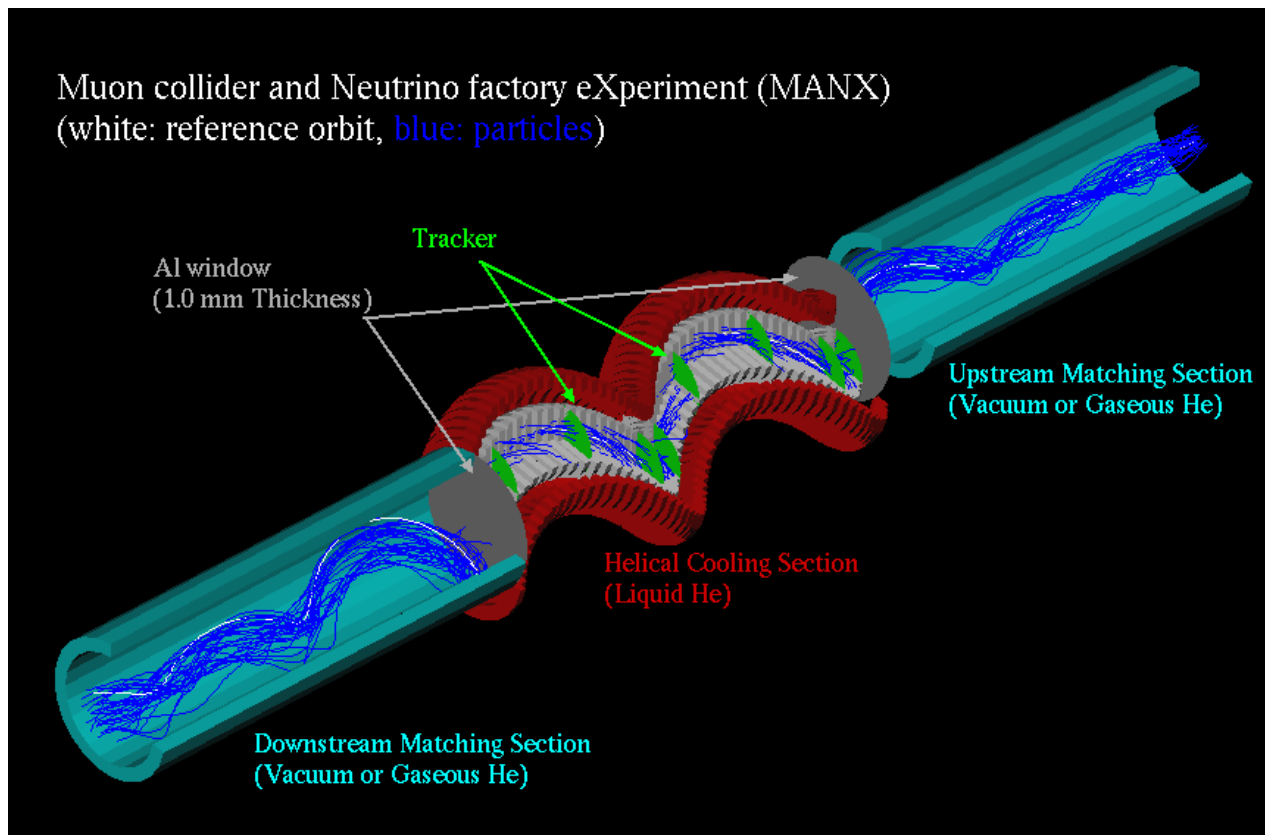 Muon collider and Neutrino factory eXperiment (MANX)
(white: reference orbit, blue: particles)
Tracker
Al window
(1.0 mm Thickness)
Upstream Matching Section
(Vacuum or Gaseous He)
Helical Cooling Section
(Liquid He)
Downstream Matching Section
(Vacuum or Gaseous He)